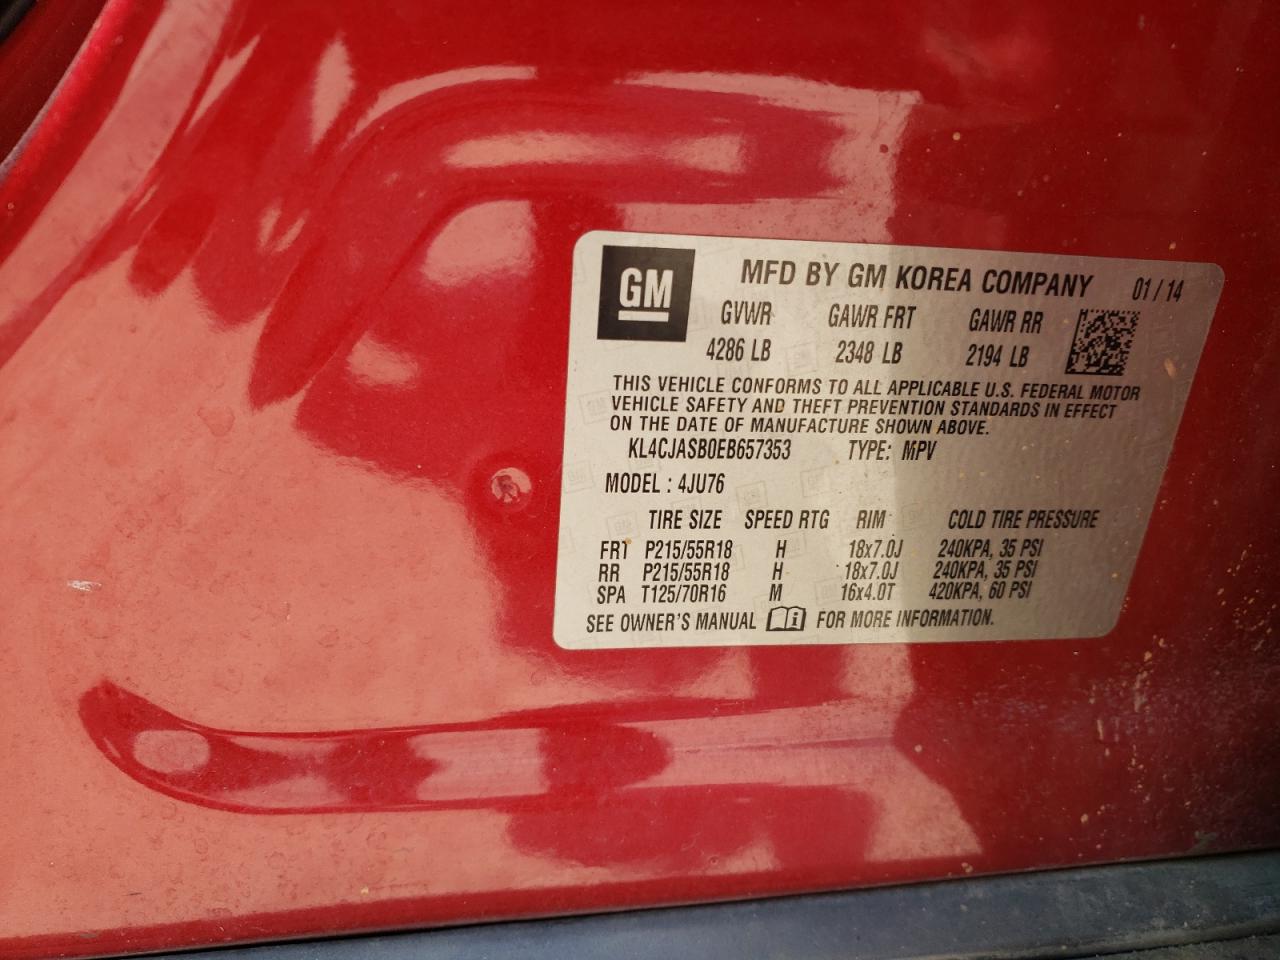 GM
MFD BY GM KOREA COMPANY 01 / 14
GVWR GAWR FRT GAWR RR
4286 LB 2348 LB 2194 LB
THIS VEHICLE CONFORMS TO ALL APPLICABLE U.S. FEDERAL MOTOR
VEHICLE SAFETY AND THEFT PREVENTION STANDARDS IN EFFECT
ON THE DATE OF MANUFACTURE SHOWN ABOVE.
KL4CJASB0EB657353 TYPE: MPV
MODEL : 4JU76
TIRE SIZE SPEED RTG RIM COLD TIRE PRESSURE
FRT P215/55R18 H 18x7.0J 240KPA, 35 PSI
RR P215/55R18 H 18x7.0J 240KPA, 35 PSI
SPA T125/70R16 M 16x4.0T 420KPA, 60 PSI
SEE OWNER'S MANUAL i FOR MORE INFORMATION.